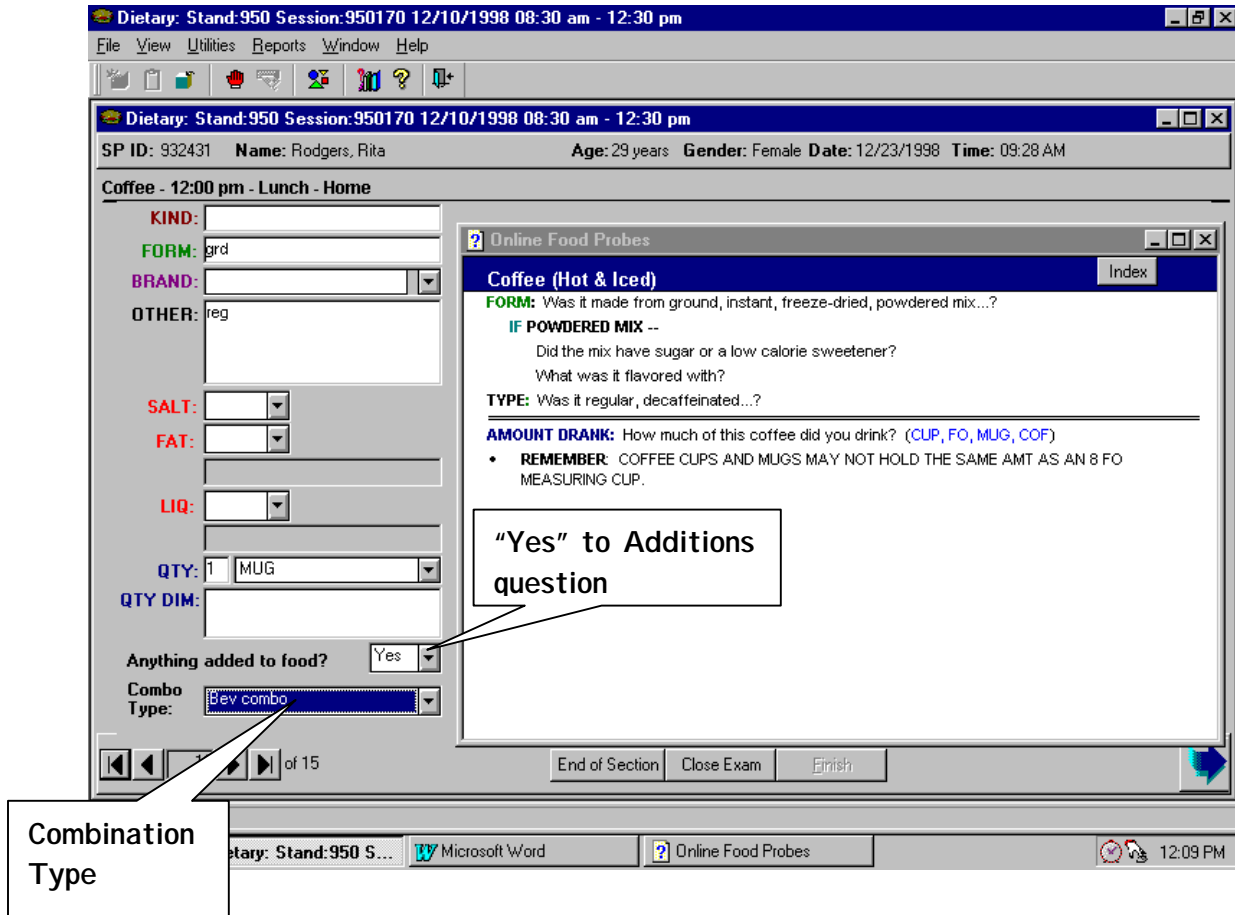 Dietary: Stand:950 Session:950170 12/10/1998 08:30 am - 12:30 pm
File View Utilities Reports Window Help
Dietary: Stand:950 Session:950170 12/10/1998 08:30 am - 12:30 pm
SP ID: 932431 Name: Rodgers, Rita Age: 29 years Gender: Female Date: 12/23/1998 Time: 09:28 AM
Coffee - 12:00 pm - Lunch - Home
KIND:
FORM: grd
BRAND:
OTHER: reg
SALT:
FAT:
LIQ:
QTY: 1 MUG
QTY DIM:
Anything added to food? Yes
Combo
Type: Bev combo
Online Food Probes
Coffee (Hot & Iced) Index
FORM: Was it made from ground, instant, freeze-dried, powdered mix...?
IF POWDERED MIX --
Did the mix have sugar or a low calorie sweetener?
What was it flavored with?
TYPE: Was it regular, decaffeinated...?
AMOUNT DRANK: How much of this coffee did you drink? (CUP, FO, MUG, COF)
• REMEMBER: COFFEE CUPS AND MUGS MAY NOT HOLD THE SAME AMT AS AN 8 FO
MEASURING CUP.
"Yes" to Additions
question
of 15 End of Section Close Exam Finish
Combination
Type
etary: Stand:950 S... Microsoft Word Online Food Probes 12:09 PM